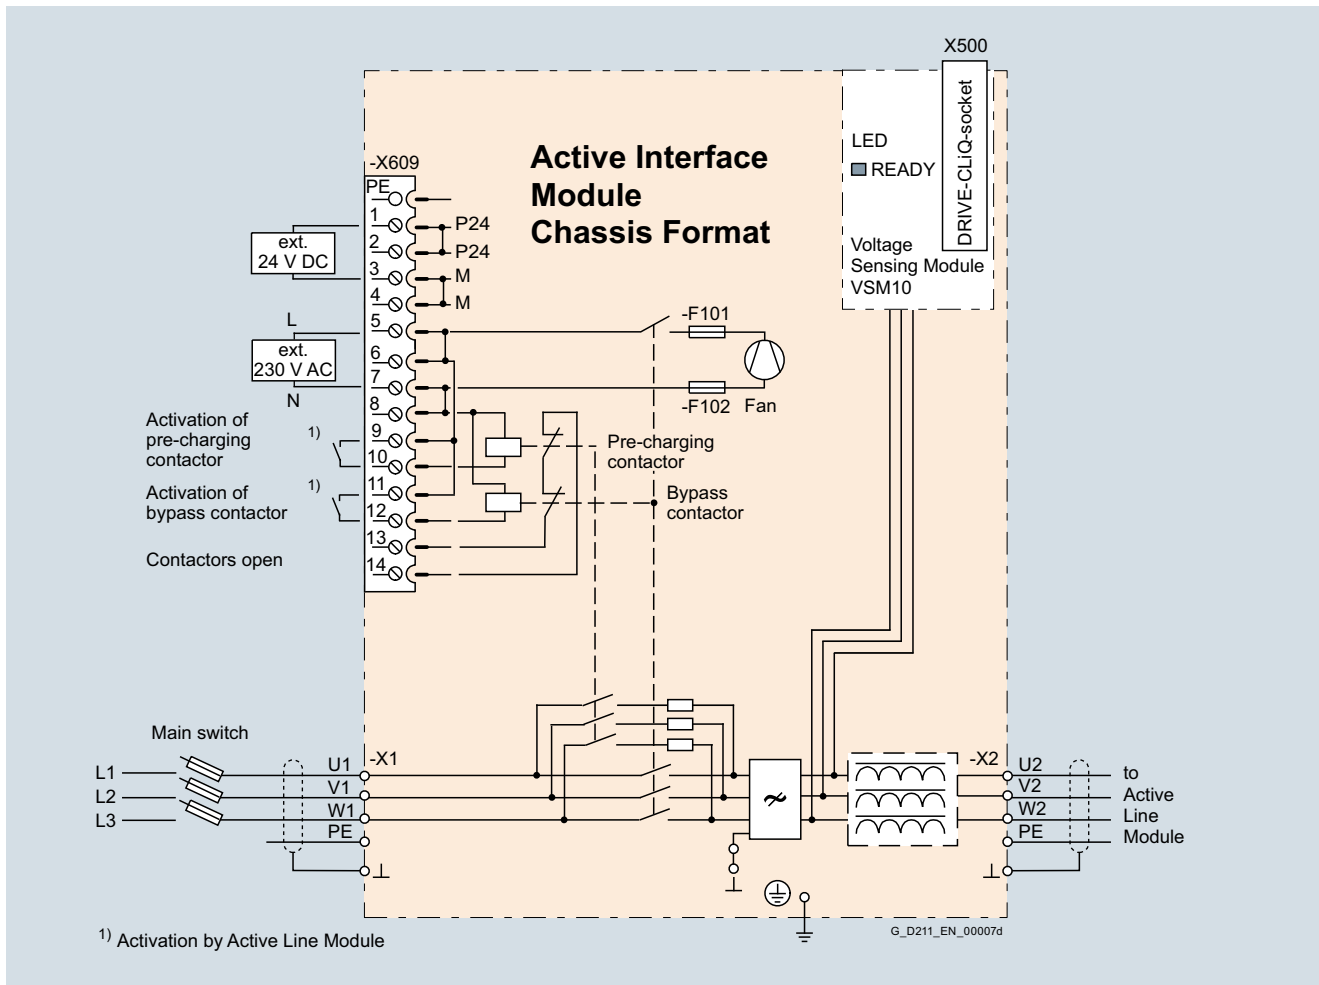 X500
DRIVE-CLiQ-socket
LED
READY
Voltage
Sensing Module
VSM10
Active Interface
Module
Chassis Format
-X609
PE
1
P24
2
P24
3
M
4
M
5
6
7
8
9
10
11
12
13
14
ext.
24 V DC
L
ext.
230 V AC
N
-F101
-F102
Fan
Activation of
pre-charging
contactor
1)
Activation of
bypass contactor
1)
Contactors open
Pre-charging
contactor
Bypass
contactor
Main switch
L1
L2
L3
U1
V1
W1
PE
-X1
-X2
U2
V2
W2
PE
to
Active
Line
Module
1) Activation by Active Line Module
G_D211_EN_00007d